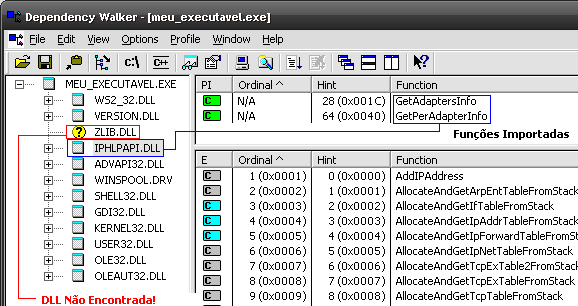 Dependency Walker - [meu_executavel.exe]
File Edit View Options Profile Window Help
c:\ C++
MEU_EXECUTAVEL.EXE
WS2_32.DLL
VERSION.DLL
ZLIB.DLL
IPHLPAPI.DLL
ADVAPI32.DLL
WINSPOOL.DRV
SHELL32.DLL
GDI32.DLL
KERNEL32.DLL
USER32.DLL
OLE32.DLL
OLEAUT32.DLL
DLL Não Encontrada!
PI Ordinal ^ Hint Function
C N/A 28 (0x001C) GetAdaptersInfo
C N/A 64 (0x0040) GetPerAdapterInfo
Funções Importadas
E Ordinal ^ Hint Function
C 1 (0x0001) 0 (0x0000) AddIPAddress
C 2 (0x0002) 1 (0x0001) AllocateAndGetArpEntTableFromStack
C 3 (0x0003) 2 (0x0002) AllocateAndGetIfTableFromStack
C 4 (0x0004) 3 (0x0003) AllocateAndGetIpAddrTableFromStack
C 5 (0x0005) 4 (0x0004) AllocateAndGetIpForwardTableFromStack
C 6 (0x0006) 5 (0x0005) AllocateAndGetIpNetTableFromStack
C 7 (0x0007) 6 (0x0006) AllocateAndGetTcpExTable2FromStack
C 8 (0x0008) 7 (0x0007) AllocateAndGetTcpExTableFromStack
C 9 (0x0009) 8 (0x0008) AllocateAndGetTcpTableFromStack